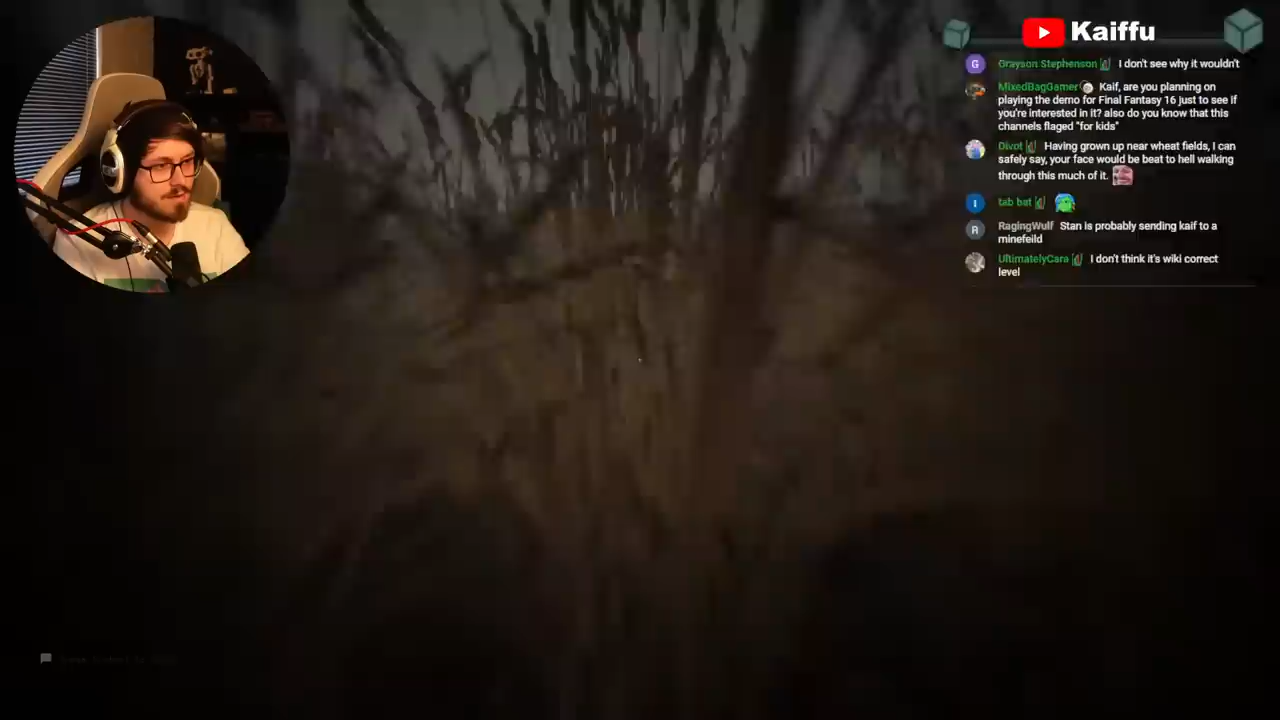 Kaiffu
G Grayson Stephenson I don't see why it wouldn't
MixedBagGamer Kaif, are you planning on
playing the demo for Final Fantasy 16 just to see if
you're interested in it? also do you know that this
channels flaged "for kids"
Divot Having grown up near wheat fields, I can
safely say, your face would be beat to hell walking
through this much of it.
tab bat
R RagingWulf Stan is probably sending kaif to a
minefeild
UltimatelyCara I don't think it's wiki correct
level